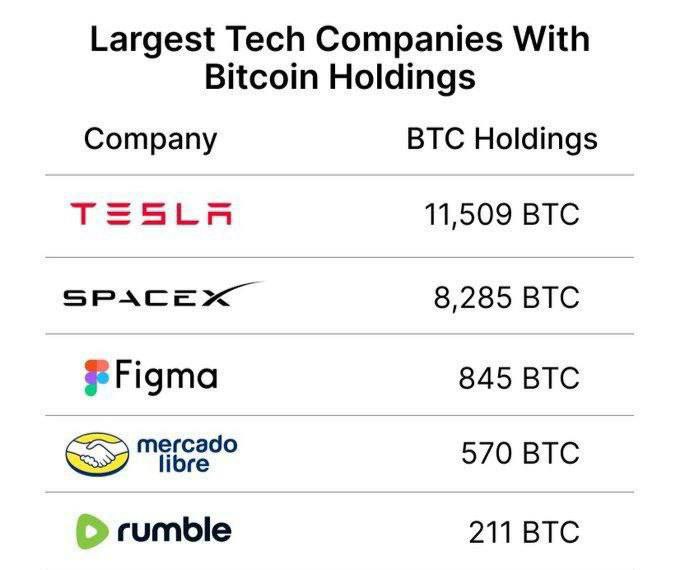 Largest Tech Companies With
Bitcoin Holdings
Company BTC Holdings
TESLA 11,509 BTC
SPACEX 8,285 BTC
Figma 845 BTC
mercado
libre 570 BTC
rumble 211 BTC